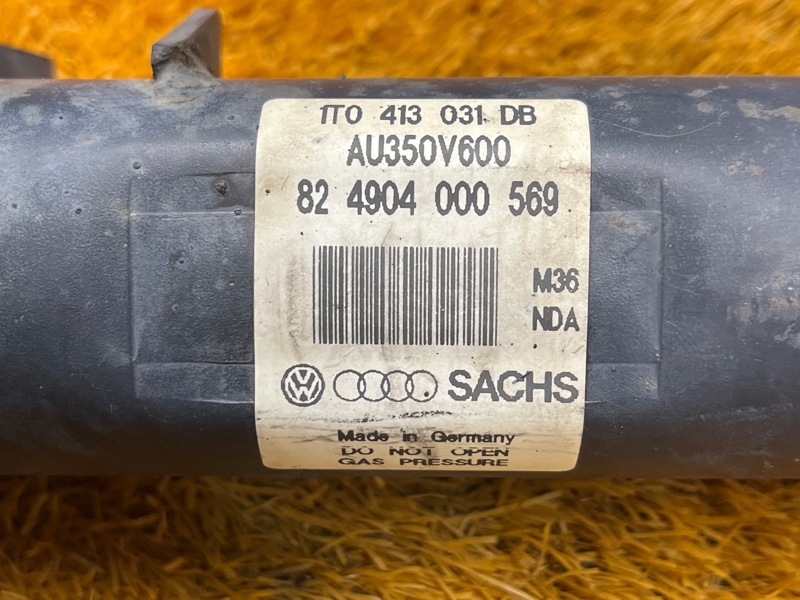 1T0 413 031 DB
AU350V600
82 4904 000 569
M36
NDA
VW SACHS
Made in Germany
DO NOT OPEN
GAS PRESSURE